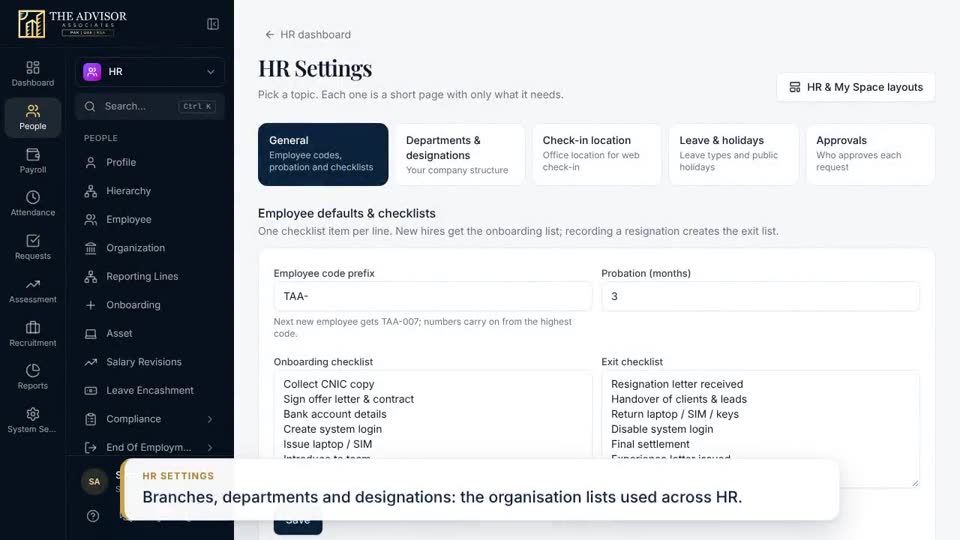 THE ADVISOR
ASSOCIATES
PAK | UAE | KSA
Dashboard
People
Payroll
Attendance
Requests
Assessment
Recruitment
Reports
System Se...
HR
Search...
Ctrl K
PEOPLE
Profile
Hierarchy
Employee
Organization
Reporting Lines
Onboarding
Asset
Salary Revisions
Leave Encashment
Compliance
End Of Employm...
SA
HR dashboard
HR Settings
Pick a topic. Each one is a short page with only what it needs.
HR & My Space layouts
General
Employee codes,
probation and checklists
Departments &
designations
Your company structure
Check-in location
Office location for web
check-in
Leave & holidays
Leave types and public
holidays
Approvals
Who approves each
request
Employee defaults & checklists
One checklist item per line. New hires get the onboarding list; recording a resignation creates the exit list.
Employee code prefix
TAA-
Next new employee gets TAA-007; numbers carry on from the highest
code.
Probation (months)
3
Onboarding checklist
Collect CNIC copy
Sign offer letter & contract
Bank account details
Create system login
Issue laptop / SIM
Introduce to team
Exit checklist
Resignation letter received
Handover of clients & leads
Return laptop / SIM / keys
Disable system login
Final settlement
Experience letter issued
HR SETTINGS
Branches, departments and designations: the organisation lists used across HR.
Save